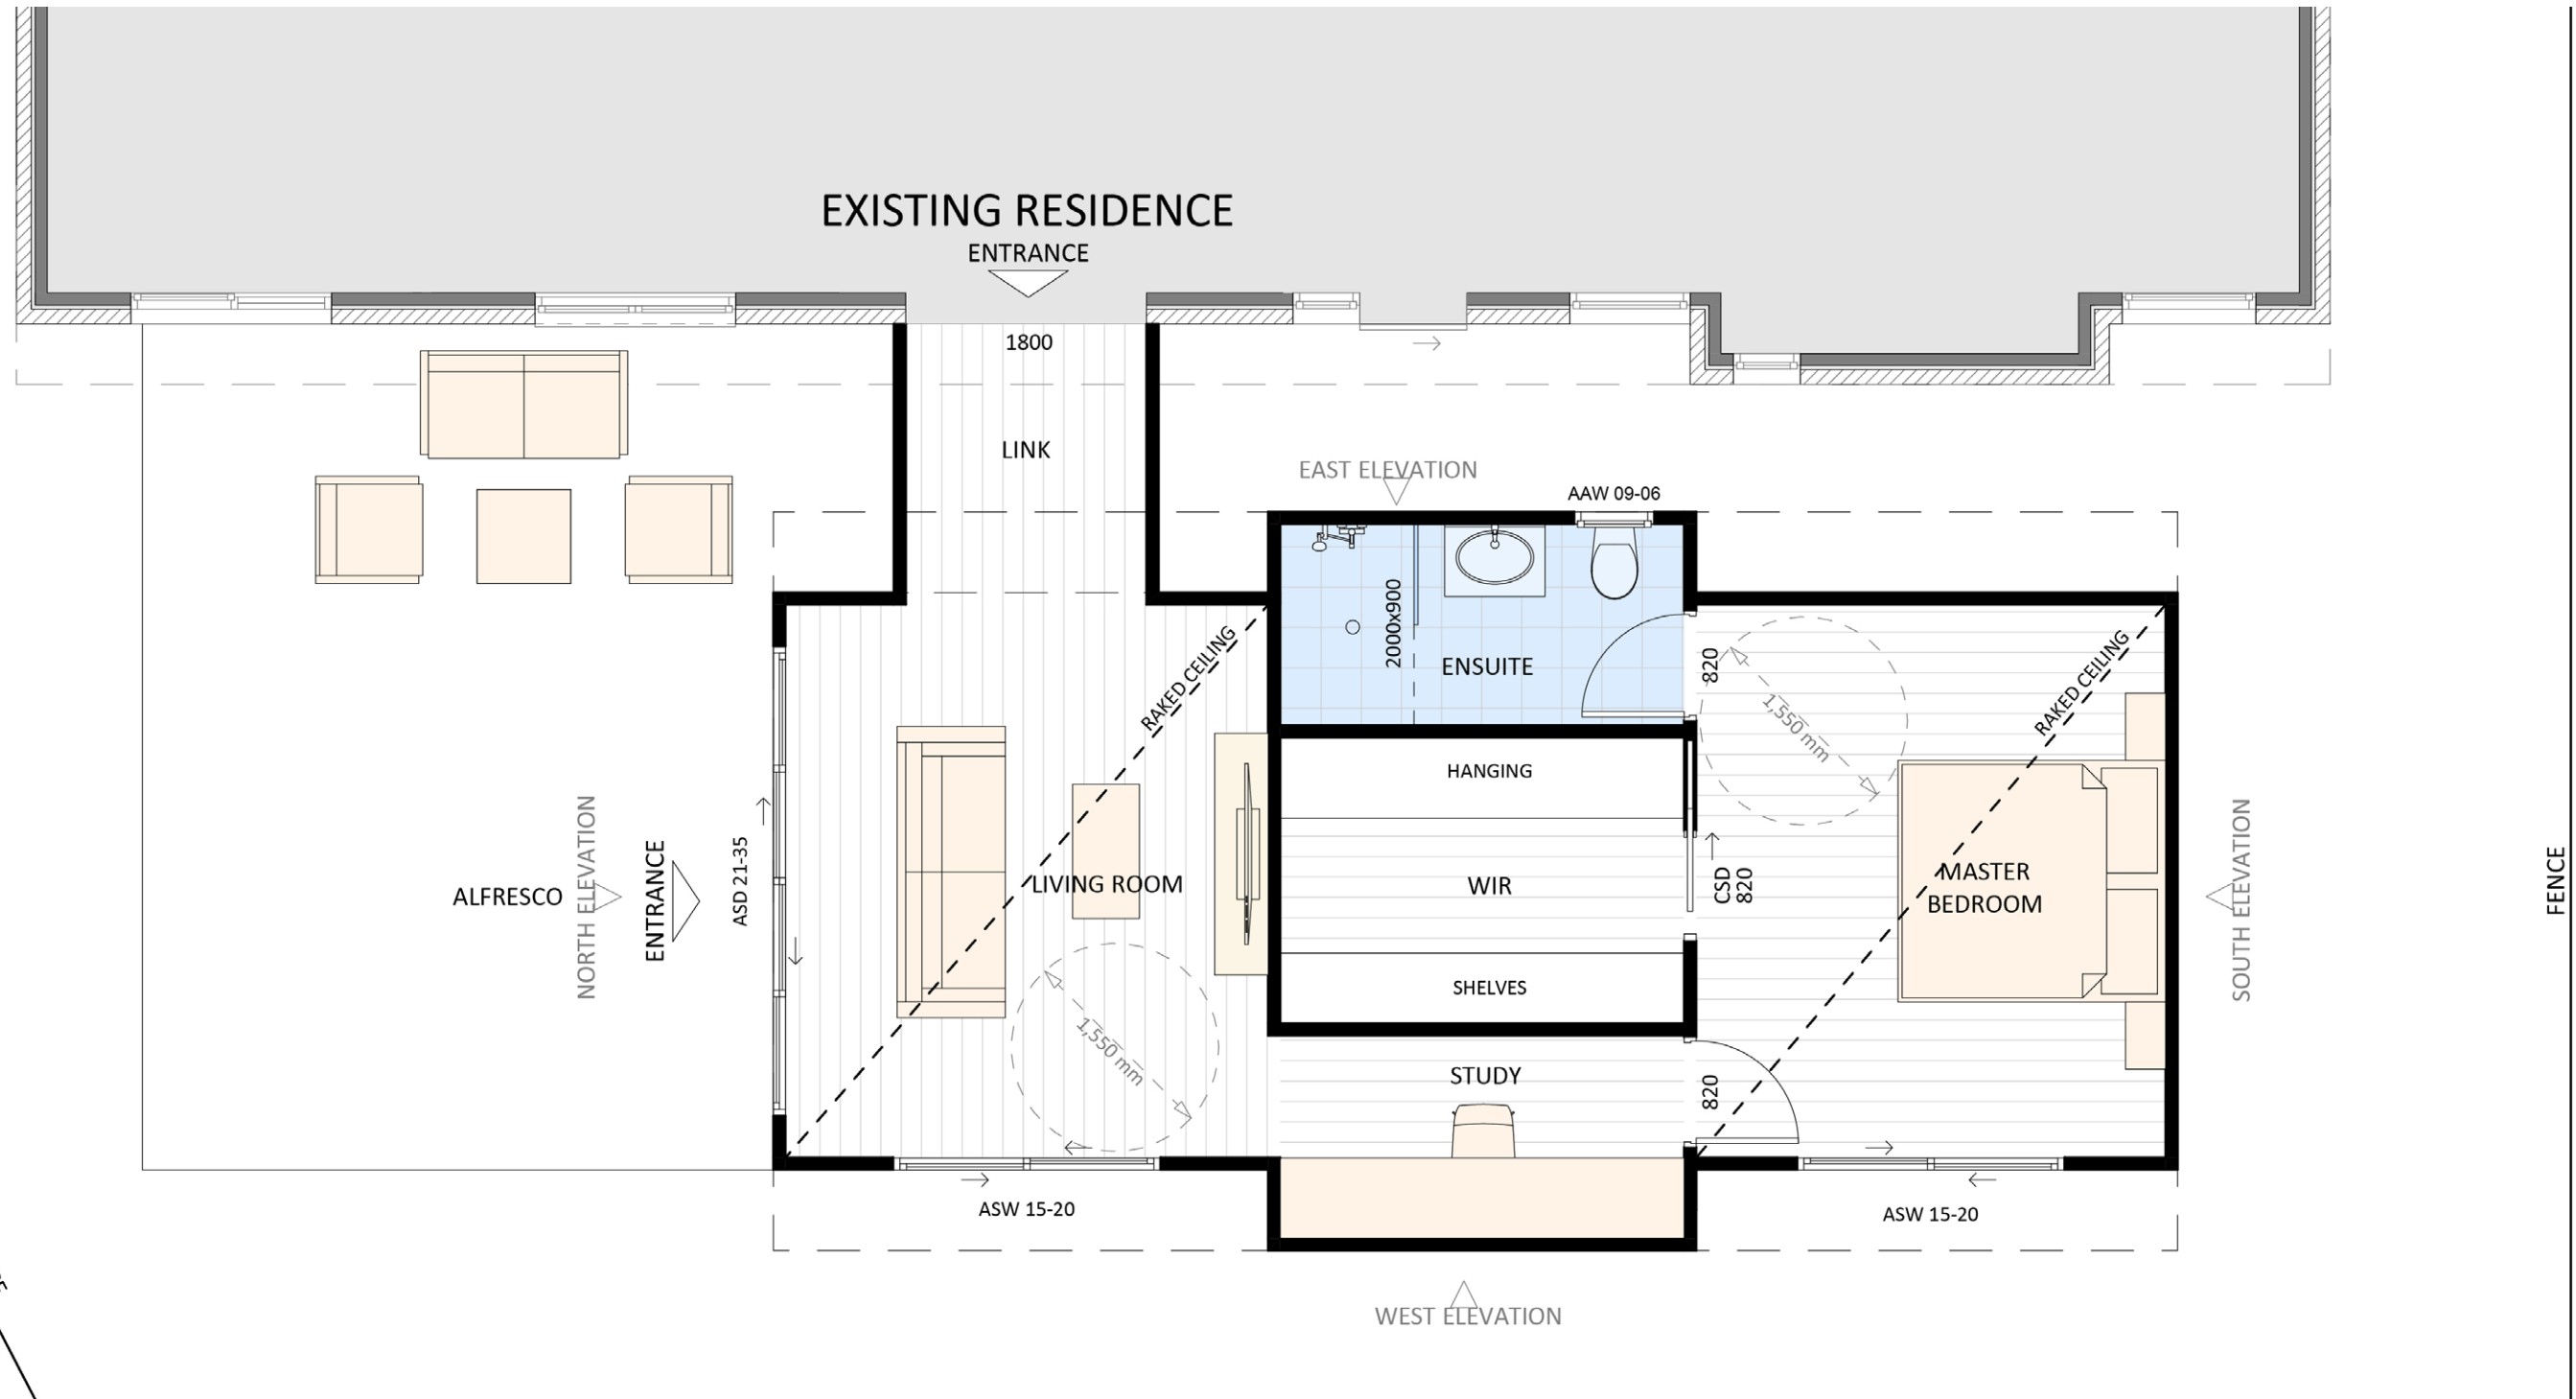 EXISTING RESIDENCE
ENTRANCE
1800
LINK
EAST ELEVATION
AAW 09-06
2000x900
ENSUITE
820
RAKED CEILING
1,550 mm
RAKED CEILING
HANGING
WIR
SHELVES
CSD
820
MASTER
BEDROOM
LIVING ROOM
ALFRESCO
NORTH ELEVATION
ENTRANCE
ASD 21-35
SOUTH ELEVATION
FENCE
1,550 mm
STUDY
820
ASW 15-20
ASW 15-20
WEST ELEVATION